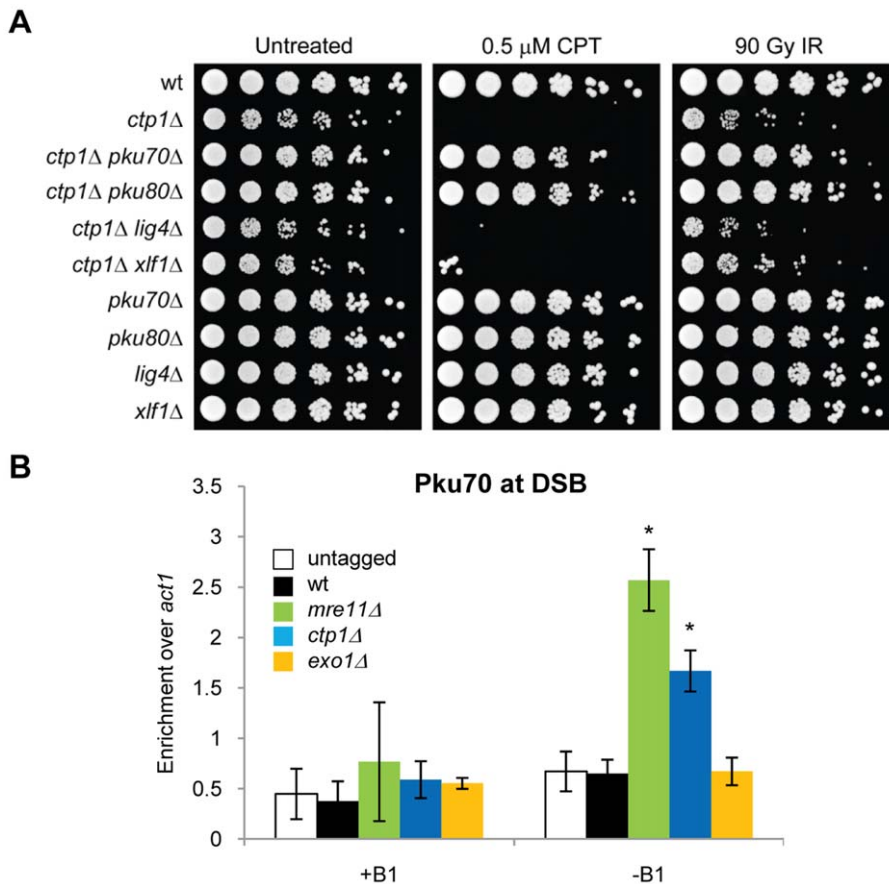 A
Untreated
0.5 μM CPT
90 Gy IR
wt
ctp1Δ
ctp1Δ pku70Δ
ctp1Δ pku80Δ
ctp1Δ lig4Δ
ctp1Δ xlf1Δ
pku70Δ
pku80Δ
lig4Δ
xlf1Δ
B
Pku70 at DSB
Enrichment over act1
3.5
3
2.5
2
1.5
1
0.5
0
untagged
wt
mre11Δ
ctp1Δ
exo1Δ
*
*
+B1
-B1